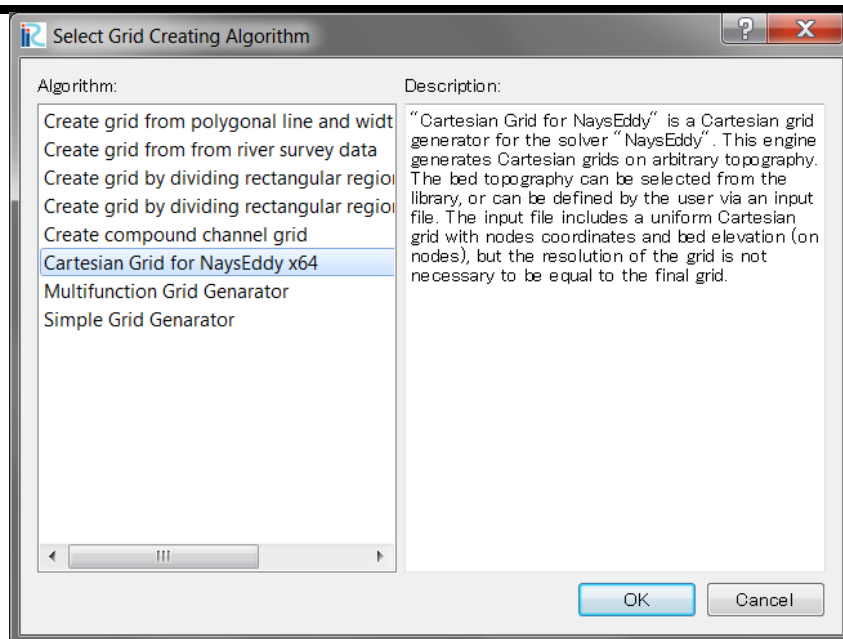 iRIC Select Grid Creating Algorithm
Algorithm:
Create grid from polygonal line and widt
Create grid from from river survey data
Create grid by dividing rectangular region
Create grid by dividing rectangular region
Create compound channel grid
Cartesian Grid for NaysEddy x64
Multifunction Grid Genarator
Simple Grid Genarator
Description:
"Cartesian Grid for NaysEddy" is a Cartesian grid
generator for the solver "NaysEddy". This engine
generates Cartesian grids on arbitrary topography.
The bed topography can be selected from the
library, or can be defined by the user via an input
file. The input file includes a uniform Cartesian
grid with nodes coordinates and bed elevation (on
nodes), but the resolution of the grid is not
necessary to be equal to the final grid.
OK Cancel